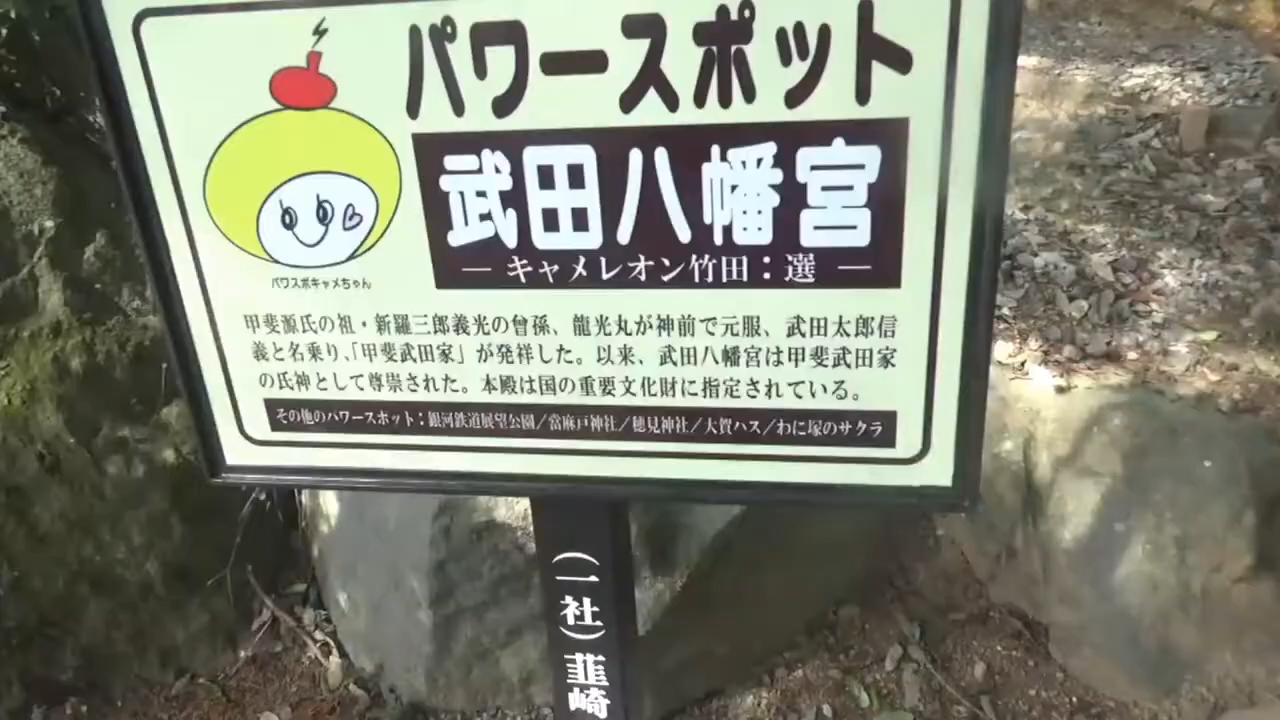 パワースポット
武田八幡宮
― キャメレオン竹田：選 ―
パワスポキャメちゃん
甲斐源氏の祖・新羅三郎義光の曾孫、龍光丸が神前で元服、武田太郎信
義と名乗り、「甲斐武田家」が発祥した。以来、武田八幡宮は甲斐武田家
の氏神として尊崇された。本殿は国の重要文化財に指定されている。
その他のパワースポット：銀河鉄道展望公園／當麻戸神社／穂見神社／大賀ハス／わに塚のサクラ
（一社）韮崎